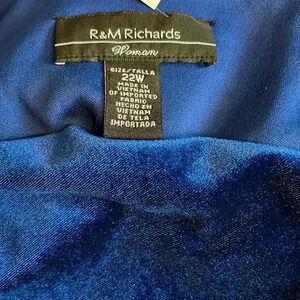 R&M Richards
Woman
SIZE/TALLA
22W
MADE IN
VIETNAM
OF IMPORTED
FABRIC
HECHO EN
VIETNAM
DE TELA
IMPORTADA